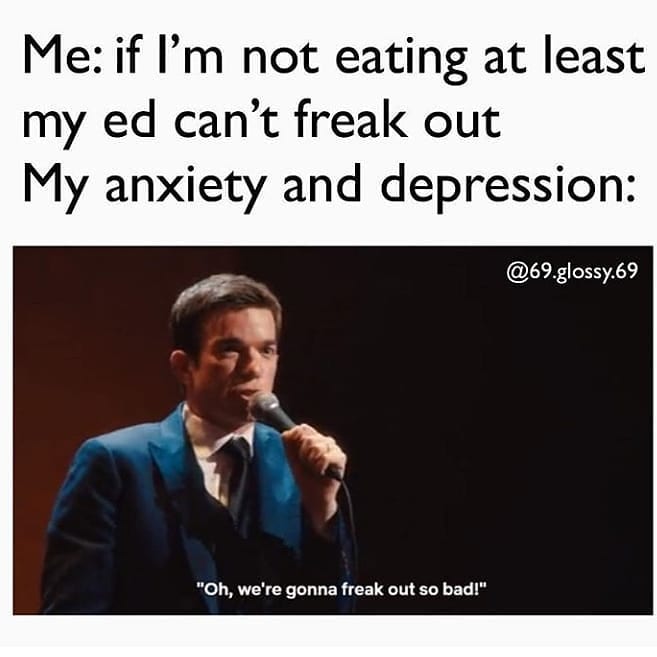 Me: if I’m not eating at least
my ed can’t freak out
My anxiety and depression:
@69.glossy.69
"Oh, we're gonna freak out so bad!"